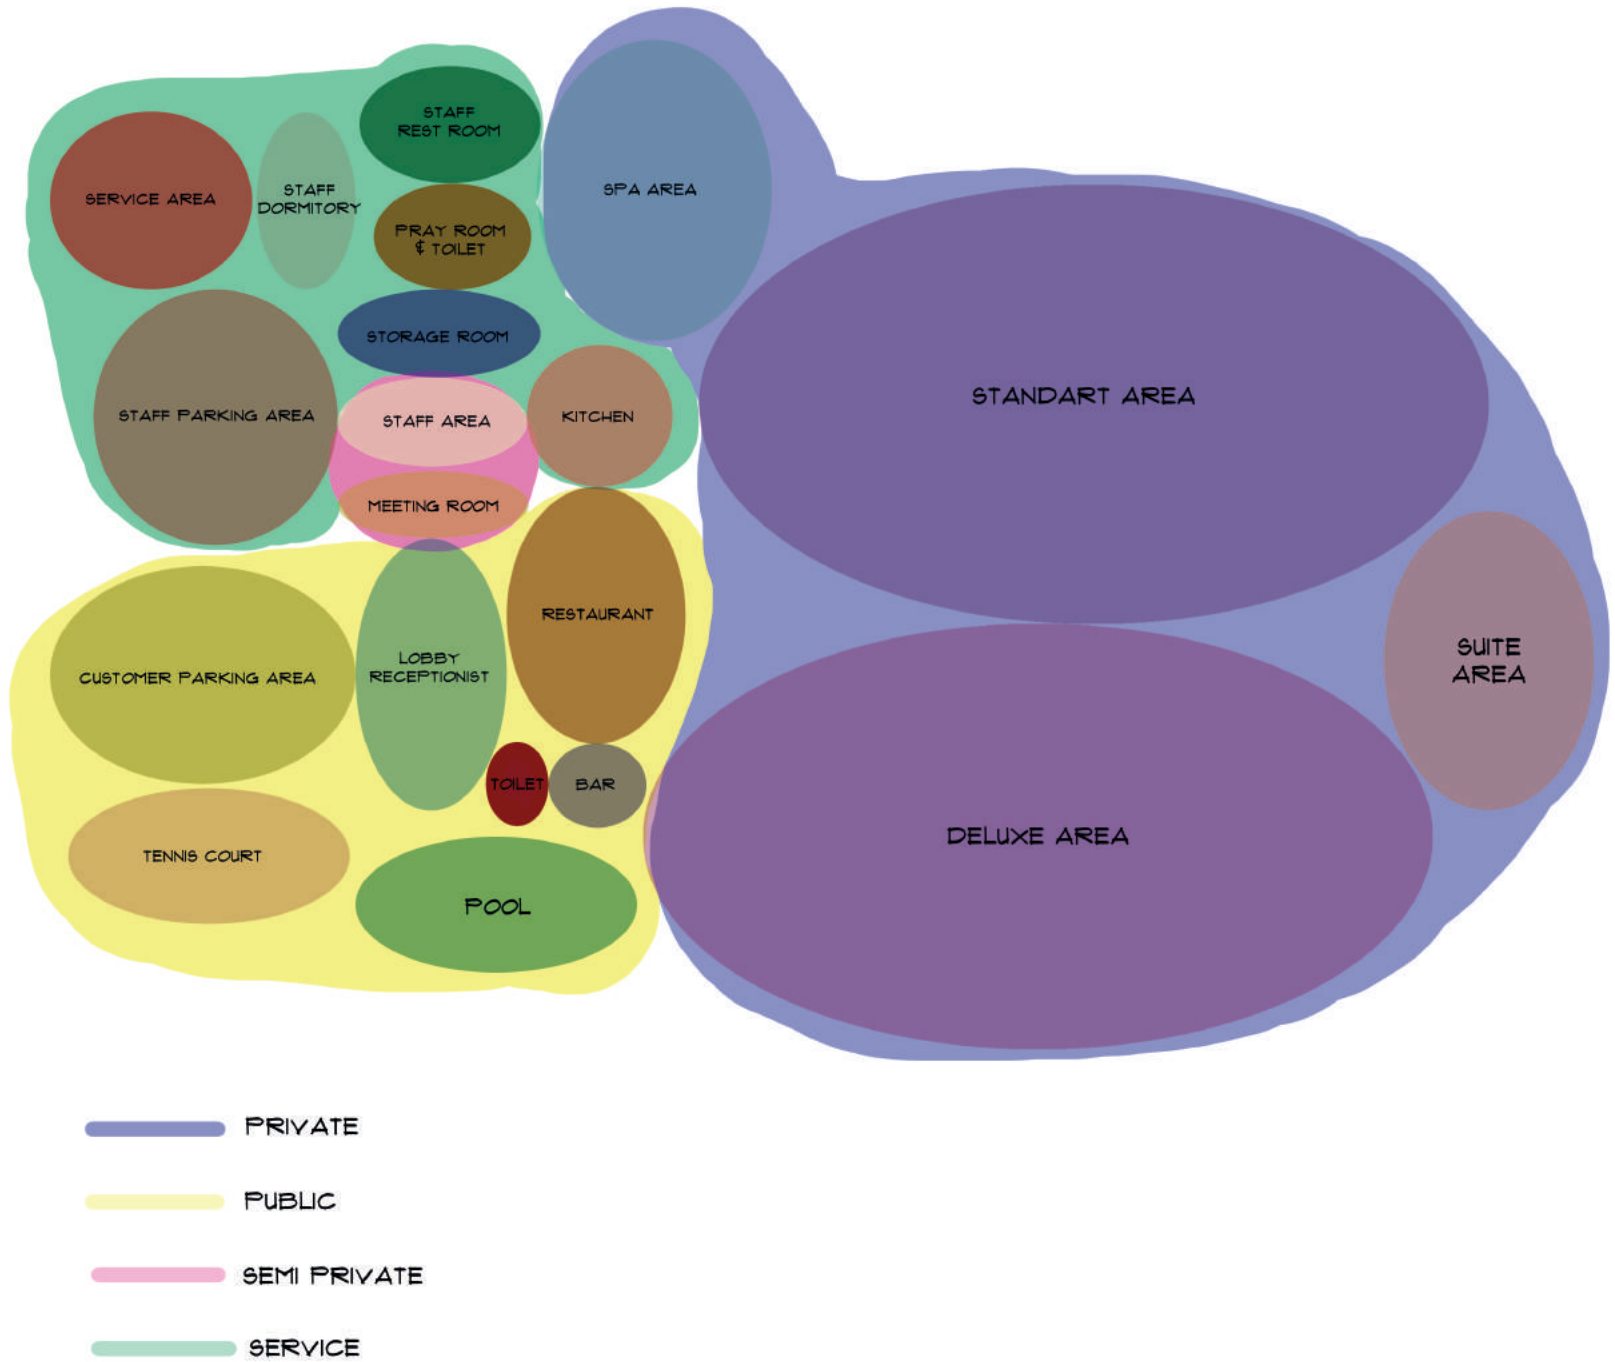 STAFF
REST ROOM
SERVICE AREA
STAFF
DORMITORY
SPA AREA
PRAY ROOM
& TOILET
STORAGE ROOM
STANDART AREA
STAFF PARKING AREA
STAFF AREA
KITCHEN
MEETING ROOM
RESTAURANT
LOBBY
RECEPTIONIST
CUSTOMER PARKING AREA
SUITE
AREA
TOILET
BAR
DELUXE AREA
TENNIS COURT
POOL
PRIVATE
PUBLIC
SEMI PRIVATE
SERVICE